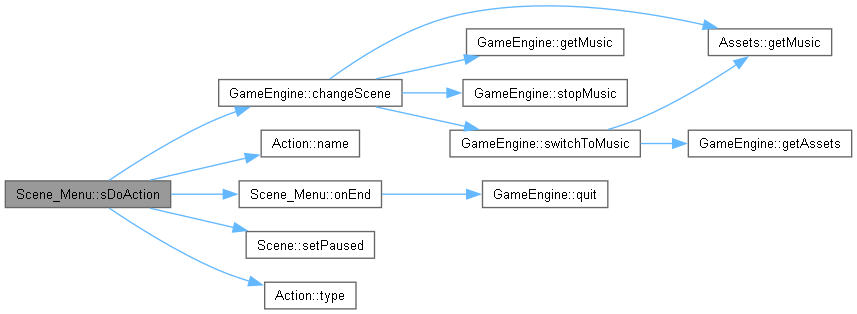 GameEngine::getMusic
Assets::getMusic
GameEngine::changeScene
GameEngine::stopMusic
Action::name
GameEngine::switchToMusic
GameEngine::getAssets
Scene_Menu::sDoAction
Scene_Menu::onEnd
GameEngine::quit
Scene::setPaused
Action::type